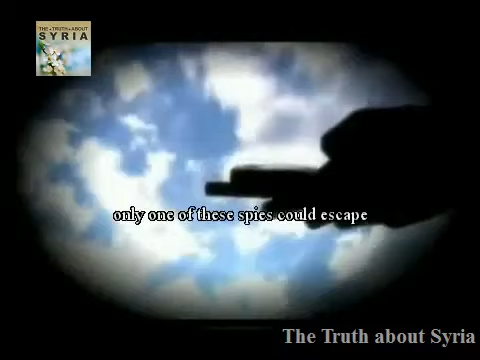 THE•TRUTH•ABOUT
SYRIA
only one of these spies could escape
The Truth about Syria